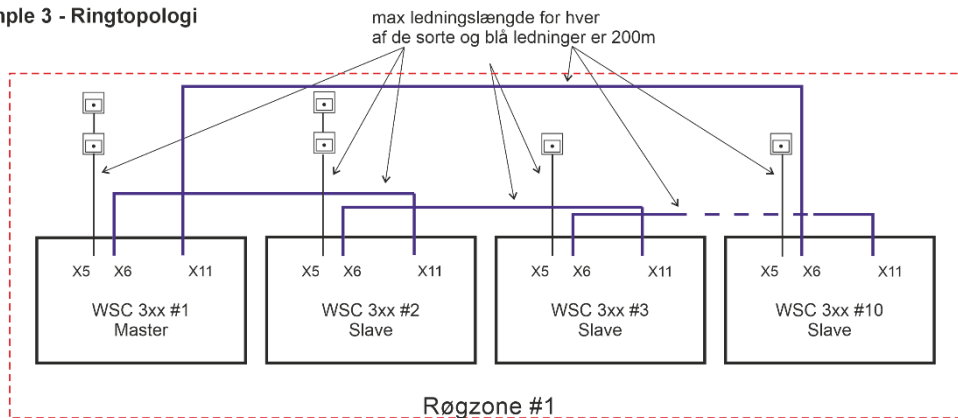 mple 3 - Ringtopologi
max ledningslængde for hver
af de sorte og blå ledninger er 200m
X5 X6 X11
WSC 3xx #1
Master
X5 X6 X11
WSC 3xx #2
Slave
X5 X6 X11
WSC 3xx #3
Slave
X5 X6 X11
WSC 3xx #10
Slave
Røgzone #1